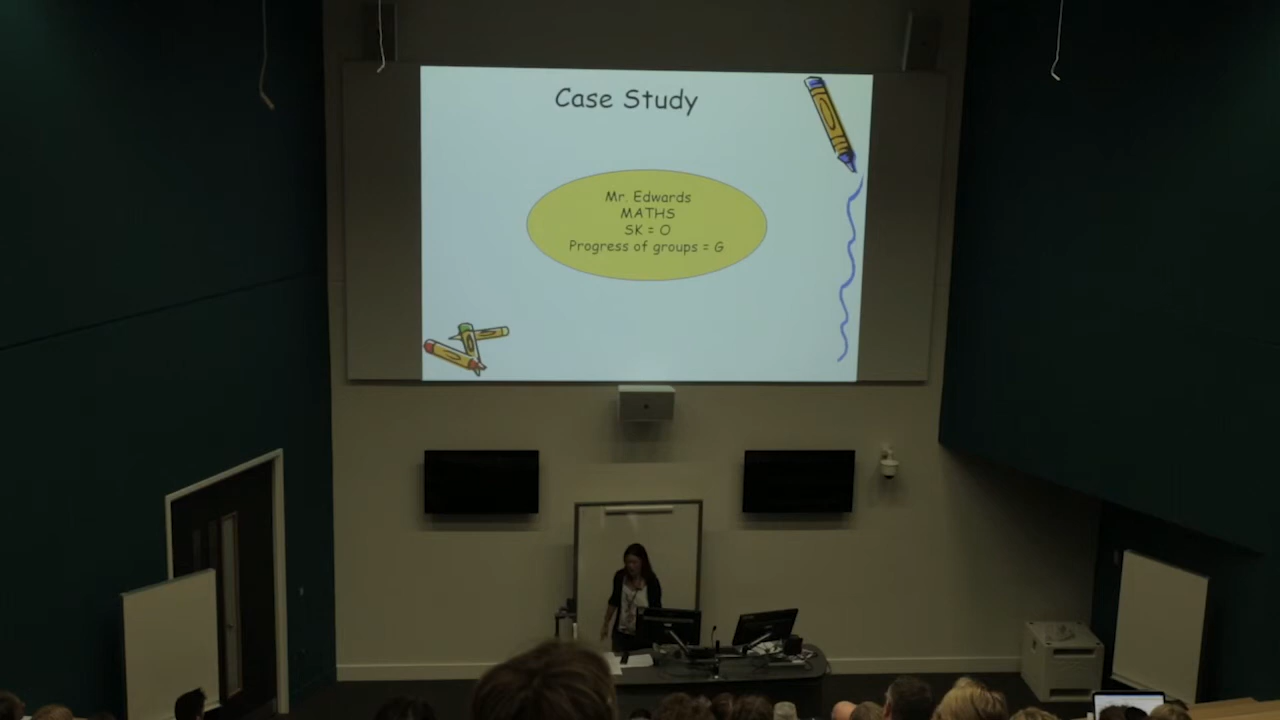 Case Study
Mr. Edwards
MATHS
SK = O
Progress of groups = G